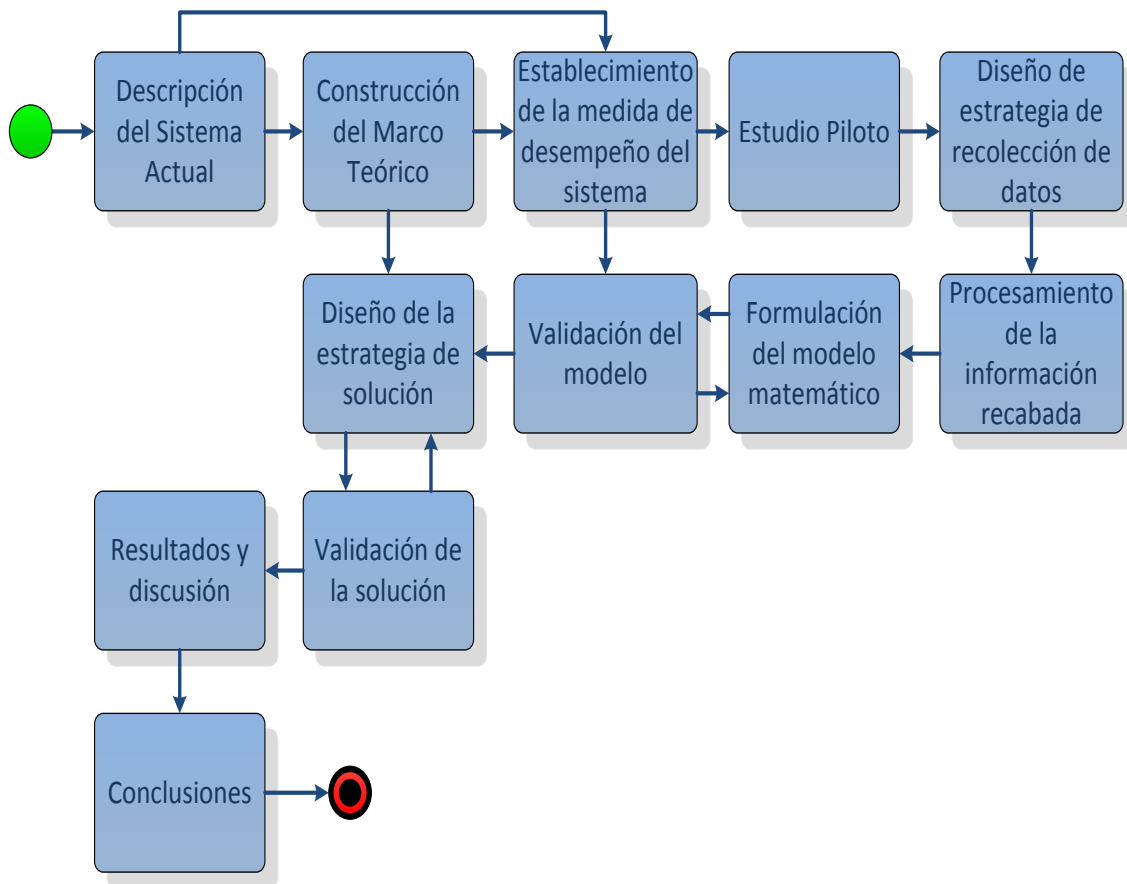 Descripción
del Sistema
Actual
Construcción
del Marco
Teórico
Establecimiento
de la medida de
desempeño del
sistema
Estudio Piloto
Diseño de
estrategia de
recolección de
datos
Procesamiento
de la
información
recabada
Formulación
del modelo
matemático
Validación del
modelo
Diseño de la
estrategia de
solución
Validación de
la solución
Resultados y
discusión
Conclusiones